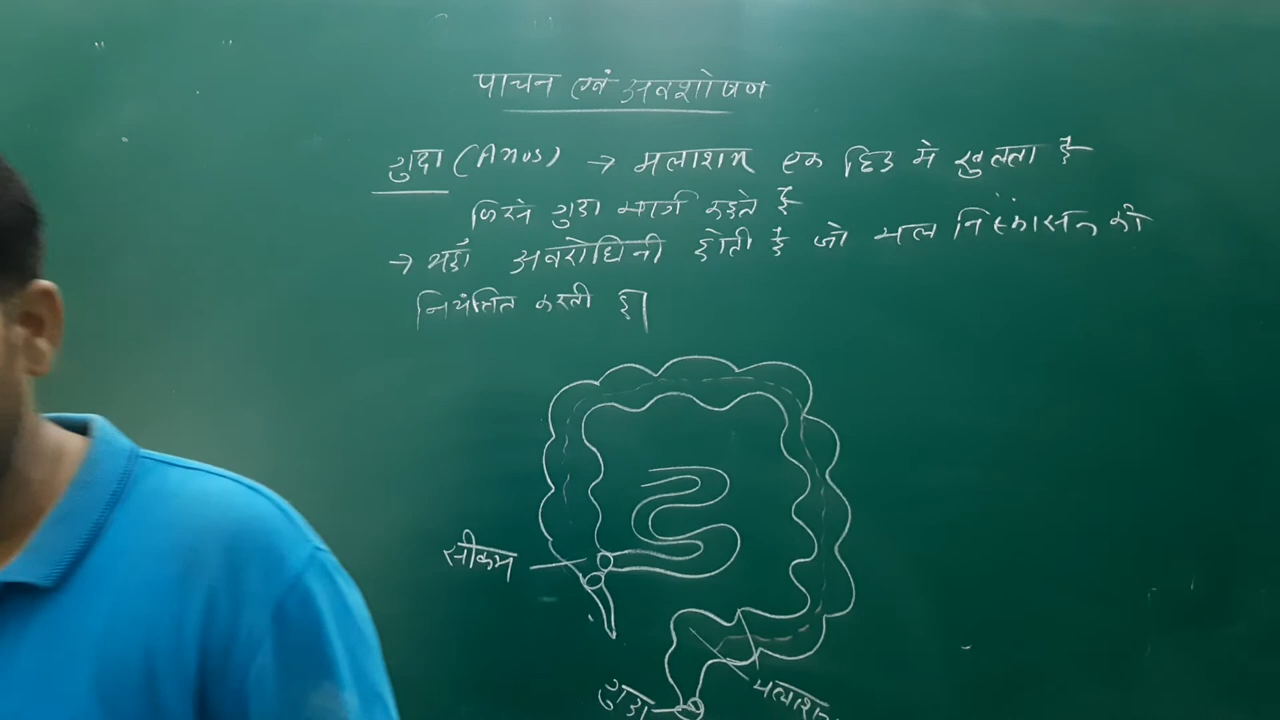 पाचन एवं अवशोषण
गुदा (Anus) → मलाशय एक छिद्र मे खुलता है
जिसे गुदा मार्ग कहते है
→ यहाँ अवरोधिनी होती है जो मल निष्कासन को
नियंत्रित करती है।
सीकम
मलाशय
गुदा